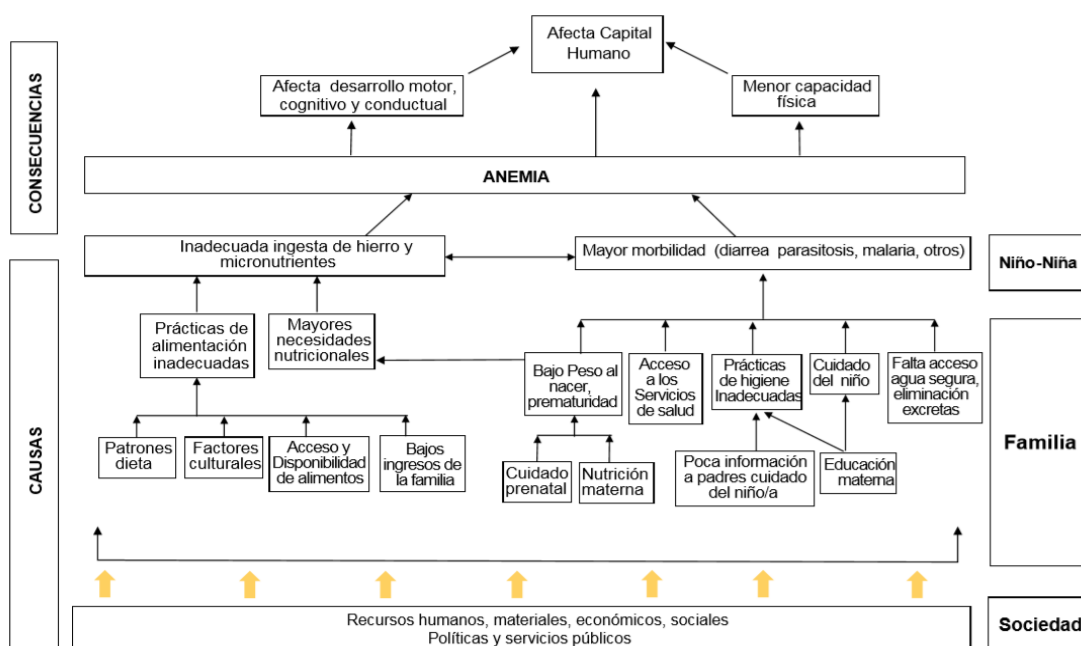 CONSECUENCIAS
Afecta Capital
Humano
Afecta desarrollo motor,
cognitivo y conductual
Menor capacidad
física
ANEMIA
Inadecuada ingesta de hierro y
micronutrientes
Mayor morbilidad (diarrea parasitosis, malaria, otros)
Niño-Niña
CAUSAS
Prácticas de
alimentación
inadecuadas
Mayores
necesidades
nutricionales
Bajo Peso al
nacer,
prematuridad
Acceso
a los
Servicios
de salud
Prácticas
de higiene
Inadecuadas
Cuidado
del niño
Falta acceso
agua segura,
eliminación
excretas
Familia
Patrones
dieta
Factores
culturales
Acceso y
Disponibilidad
de alimentos
Bajos
ingresos de
la familia
Cuidado
prenatal
Nutrición
materna
Poca información
a padres cuidado
del niño/a
Educación
materna
Recursos humanos, materiales, económicos, sociales
Políticas y servicios públicos
Sociedad